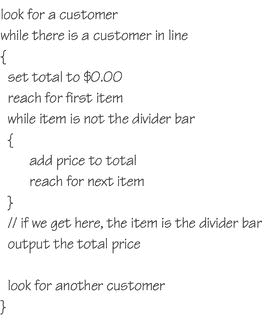 look for a customer
while there is a customer in line
{
set total to $0.00
reach for first item
while item is not the divider bar
{
add price to total
reach for next item
}
// if we get here, the item is the divider bar
output the total price
look for another customer
}